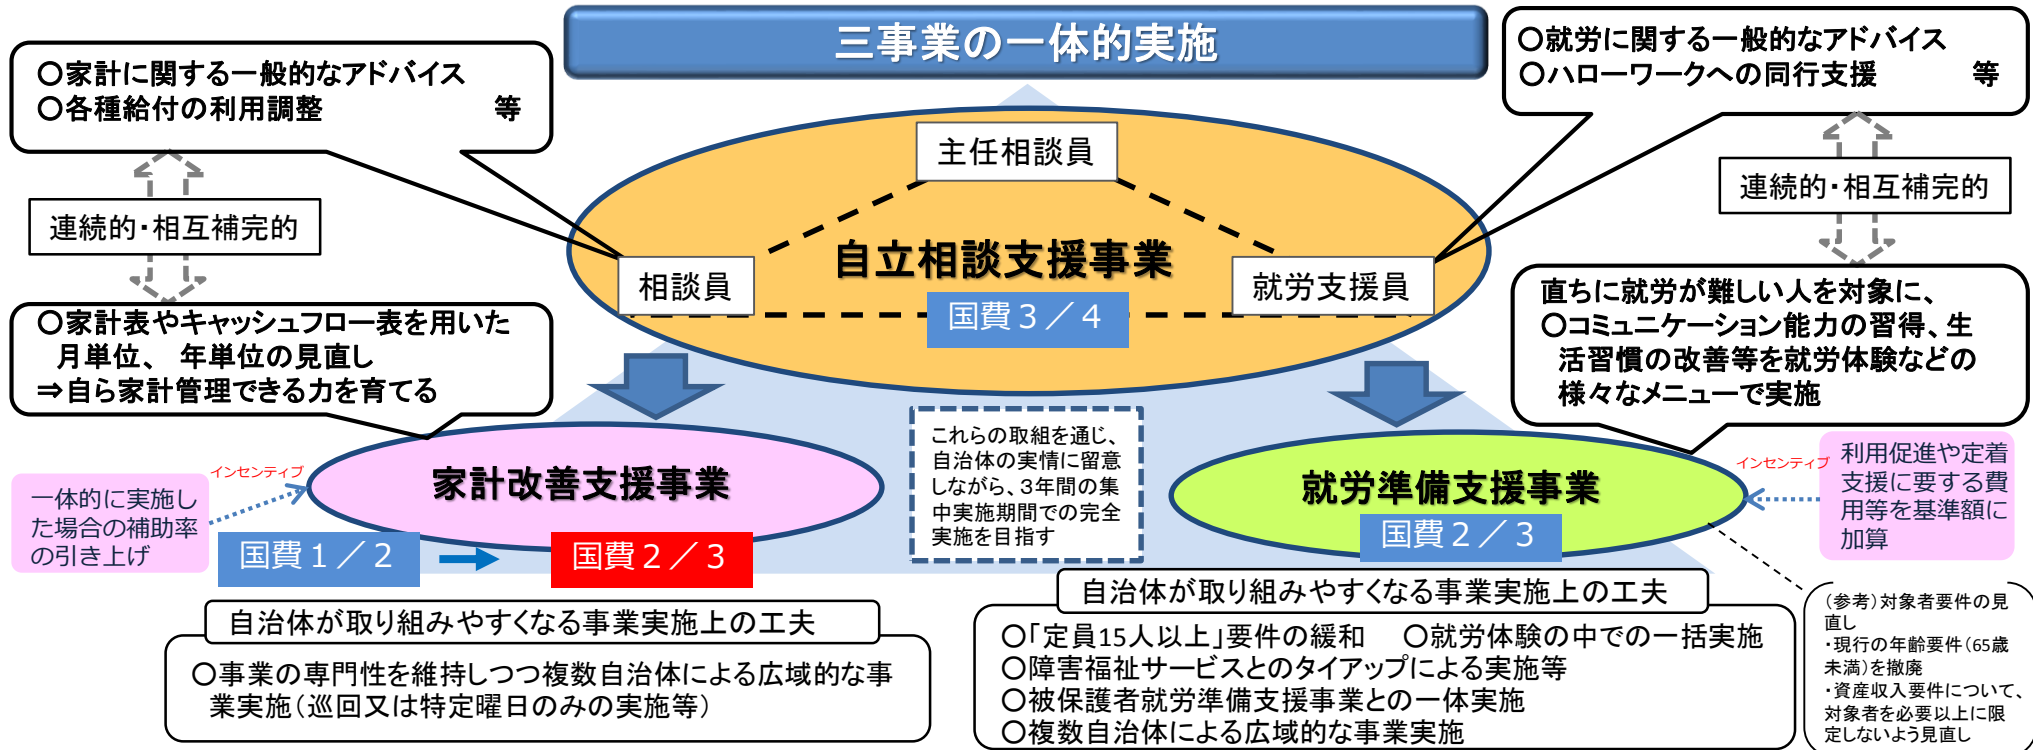 三事業の一体的実施
○家計に関する一般的なアドバイス
○各種給付の利用調整 等
○就労に関する一般的なアドバイス
○ハローワークへの同行支援 等
連続的・相互補完的
連続的・相互補完的
主任相談員
自立相談支援事業
相談員
就労支援員
国費3/4
○家計表やキャッシュフロー表を用いた
月単位、 年単位の見直し
⇒自ら家計管理できる力を育てる
直ちに就労が難しい人を対象に、
○コミュニケーション能力の習得、生
活習慣の改善等を就労体験などの
様々なメニューで実施
これらの取組を通じ、
自治体の実情に留意
しながら、3年間の集
中実施期間での完全
実施を目指す
インセンティブ
一体的に実施し
た場合の補助率
の引き上げ
家計改善支援事業
国費1/2
国費2/3
就労準備支援事業
国費2/3
インセンティブ
利用促進や定着
支援に要する費
用等を基準額に
加算
自治体が取り組みやすくなる事業実施上の工夫
○事業の専門性を維持しつつ複数自治体による広域的な事
業実施(巡回又は特定曜日のみの実施等)
自治体が取り組みやすくなる事業実施上の工夫
○「定員15人以上」要件の緩和 ○就労体験の中での一括実施
○障害福祉サービスとのタイアップによる実施等
○被保護者就労準備支援事業との一体実施
○複数自治体による広域的な事業実施
(参考)対象者要件の見
直し
・現行の年齢要件(65歳
未満)を撤廃
・資産収入要件について、
対象者を必要以上に限
定しないよう見直し